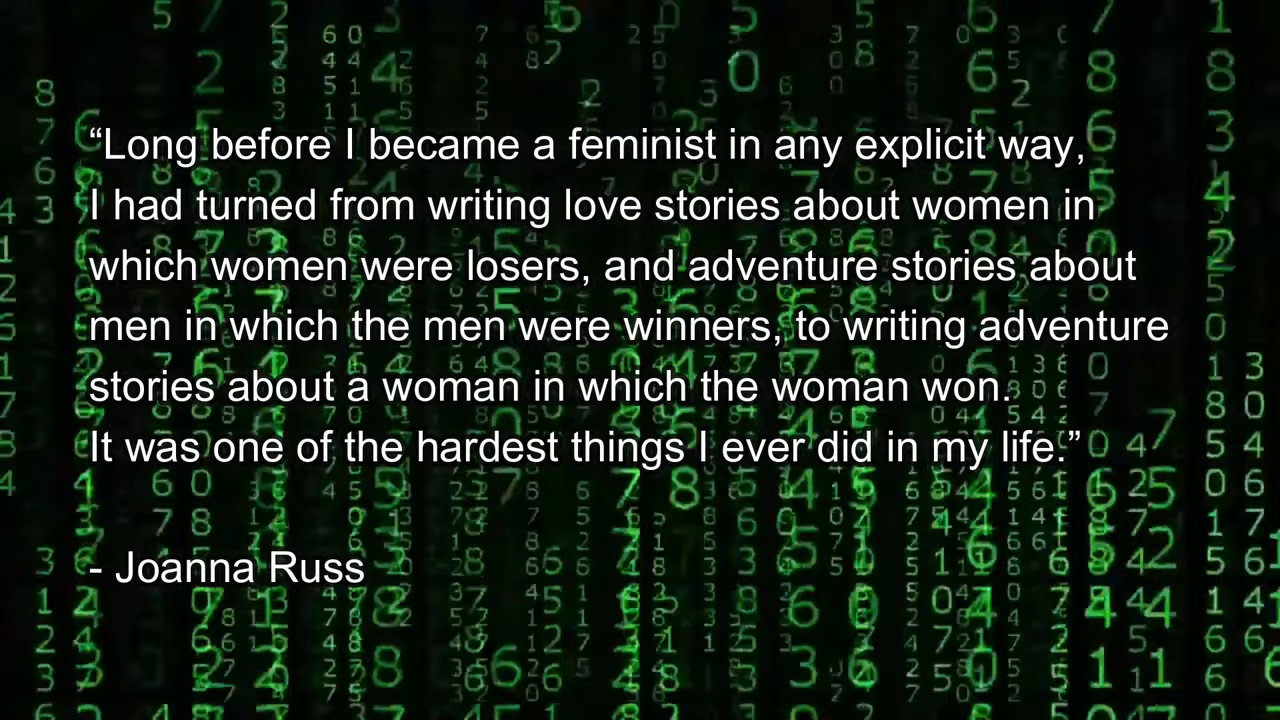 “Long before I became a feminist in any explicit way,
I had turned from writing love stories about women in
which women were losers, and adventure stories about
men in which the men were winners, to writing adventure
stories about a woman in which the woman won.
It was one of the hardest things I ever did in my life.”
- Joanna Russ